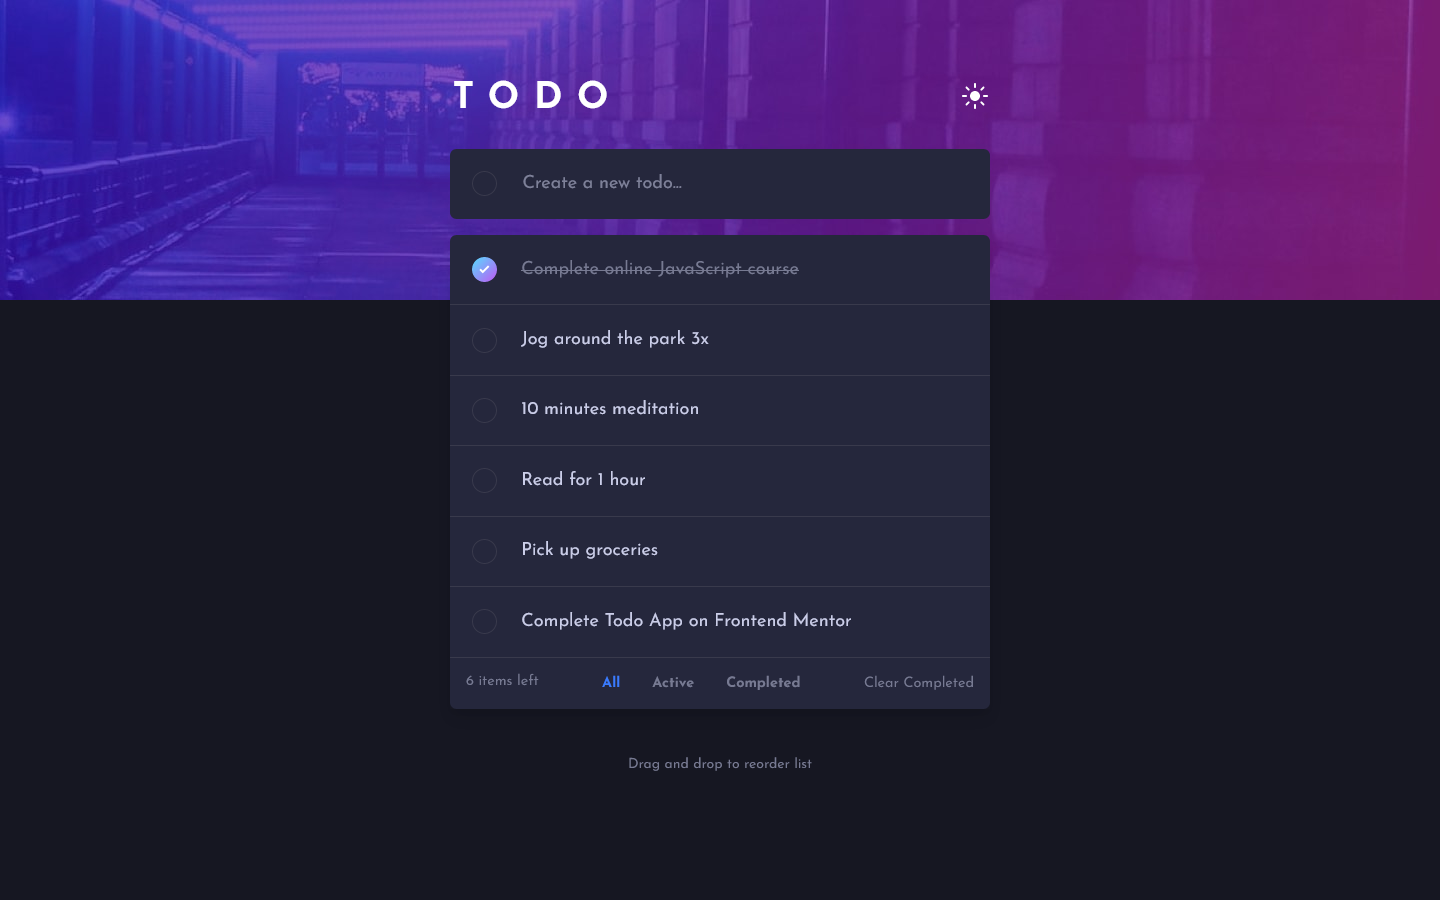 TODO
Create a new todo...
Complete online JavaScript course
Jog around the park 3x
10 minutes meditation
Read for 1 hour
Pick up groceries
Complete Todo App on Frontend Mentor
6 items left All Active Completed Clear Completed
Drag and drop to reorder list